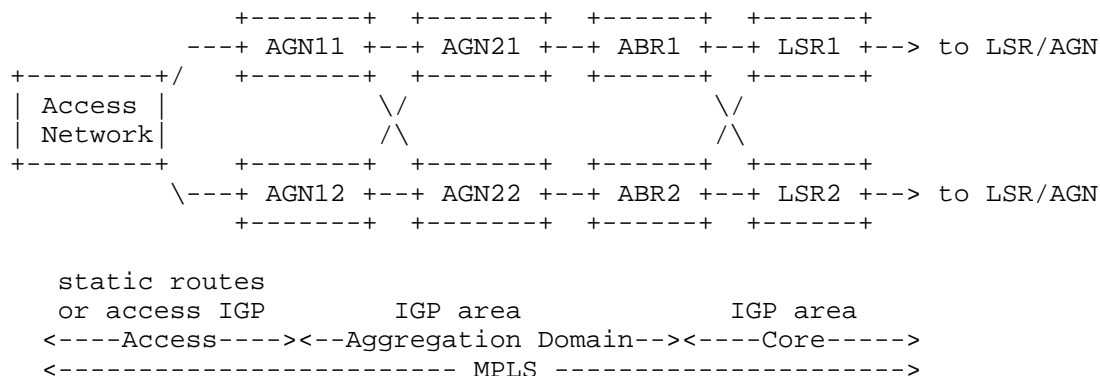 +-------+  +-------+  +------+  +------+
           ---+ AGN11 +--+ AGN21 +--+ ABR1 +--+ LSR1 +--> to LSR/AGN
+--------+/   +-------+  +-------+  +------+  +------+
| Access |             \/                   \/
| Network|             /\                   /\
+--------+    +-------+  +-------+  +------+  +------+
          \---+ AGN12 +--+ AGN22 +--+ ABR2 +--+ LSR2 +--> to LSR/AGN
              +-------+  +-------+  +------+  +------+
static routes
or access IGP        IGP area            IGP area
<----Access----><--Aggregation Domain--><----Core----->
<------------------------- MPLS ---------------------->